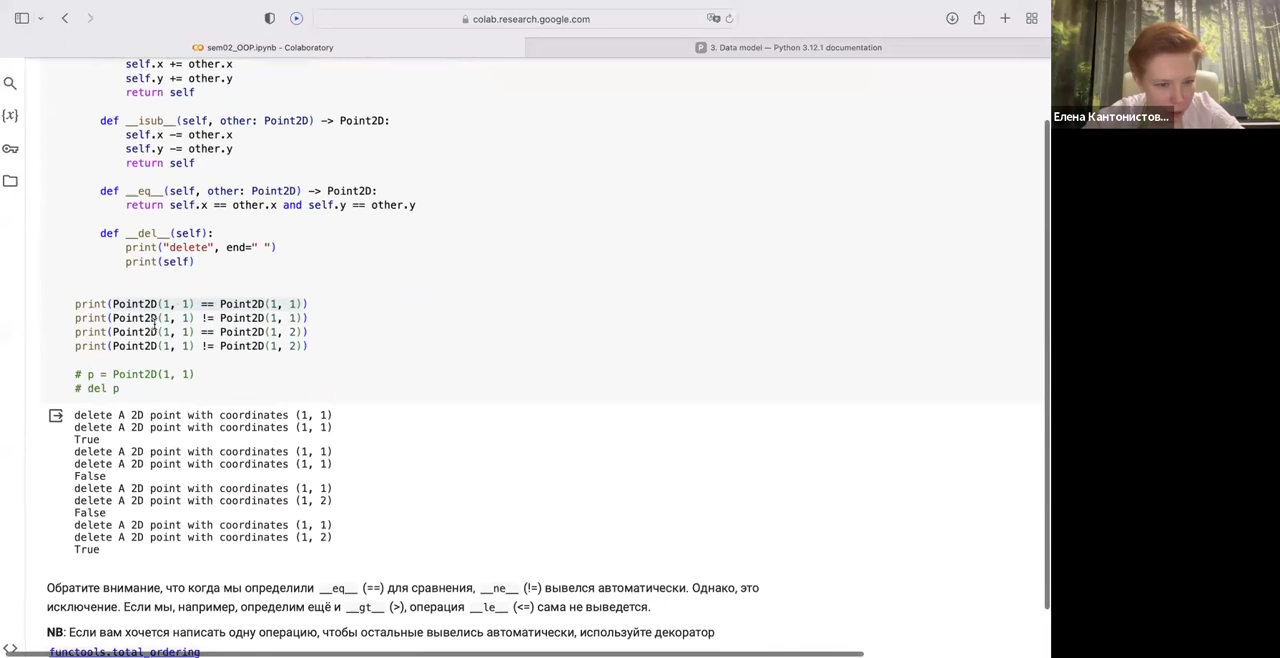 colab.research.google.com
sem02_OOP.ipynb - Colaboratory
3. Data model — Python 3.12.1 documentation
Елена Кантонистов...
self.x += other.x
self.y += other.y
return self
def __isub__(self, other: Point2D) -> Point2D:
self.x -= other.x
self.y -= other.y
return self
def __eq__(self, other: Point2D) -> Point2D:
return self.x == other.x and self.y == other.y
def __del__(self):
print("delete", end=" ")
print(self)
print(Point2D(1, 1) == Point2D(1, 1))
print(Point2D(1, 1) != Point2D(1, 1))
print(Point2D(1, 1) == Point2D(1, 2))
print(Point2D(1, 1) != Point2D(1, 2))
# p = Point2D(1, 1)
# del p
delete A 2D point with coordinates (1, 1)
delete A 2D point with coordinates (1, 1)
True
delete A 2D point with coordinates (1, 1)
delete A 2D point with coordinates (1, 1)
False
delete A 2D point with coordinates (1, 1)
delete A 2D point with coordinates (1, 2)
False
delete A 2D point with coordinates (1, 1)
delete A 2D point with coordinates (1, 2)
True
Обратите внимание, что когда мы определили __eq__ (==) для сравнения, __ne__ (!=) вывелся автоматически. Однако, это
исключение. Если мы, например, определим ещё и __gt__ (>), операция __le__ (<=) сама не выведется.
NB: Если вам хочется написать одну операцию, чтобы остальные вывелись автоматически, используйте декоратор
functools.total_ordering